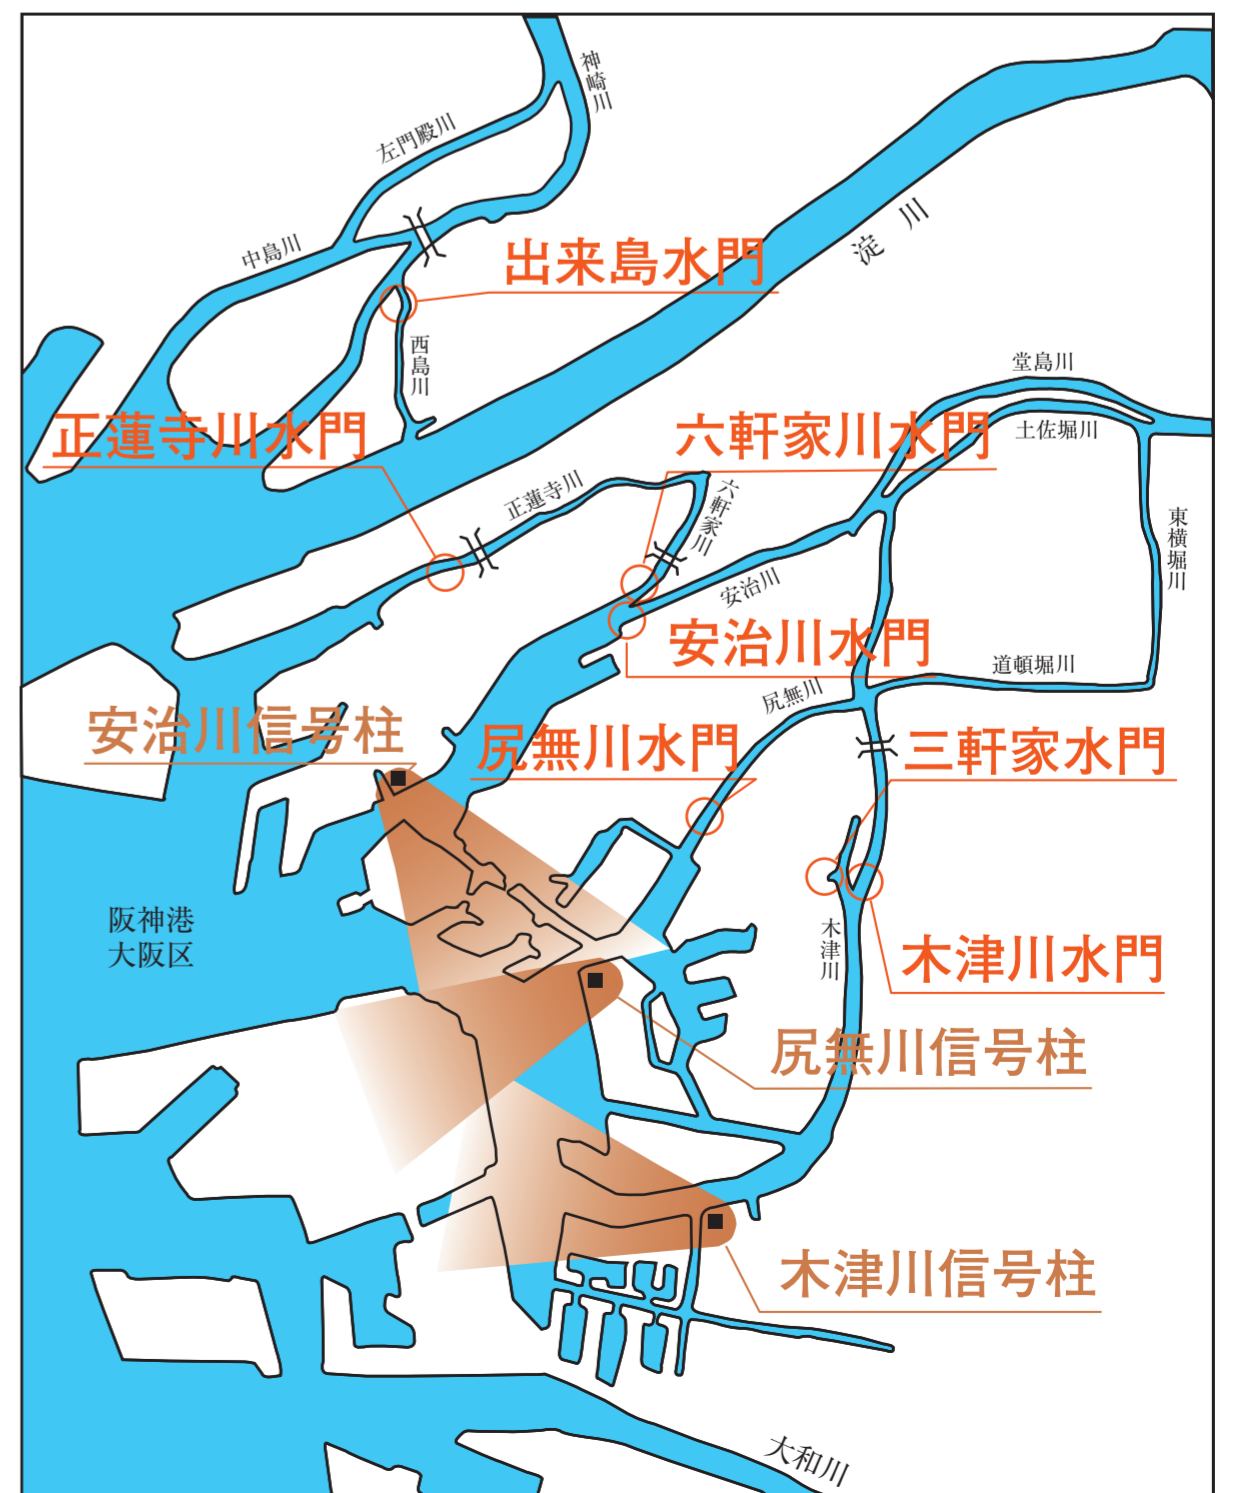 神崎川
左門殿川
中島川
淀川
出来島水門
西島川
堂島川
正蓮寺川水門
六軒家川水門
土佐堀川
正蓮寺川
六軒家川
東横堀川
安治川
安治川水門
道頓堀川
尻無川
安治川信号柱
尻無川水門
三軒家水門
阪神港
大阪区
木津川
木津川水門
尻無川信号柱
木津川信号柱
大和川